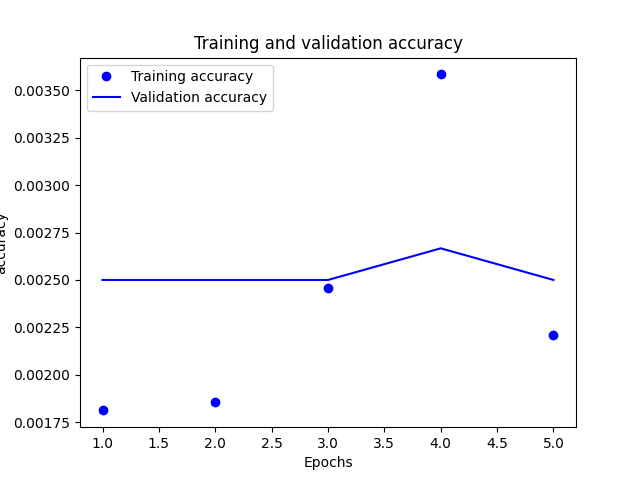 Training and validation accuracy
Training accuracy
Validation accuracy
0.00350
0.00325
0.00300
0.00275
0.00250
0.00225
0.00200
0.00175
accuracy
1.0 1.5 2.0 2.5 3.0 3.5 4.0 4.5 5.0
Epochs